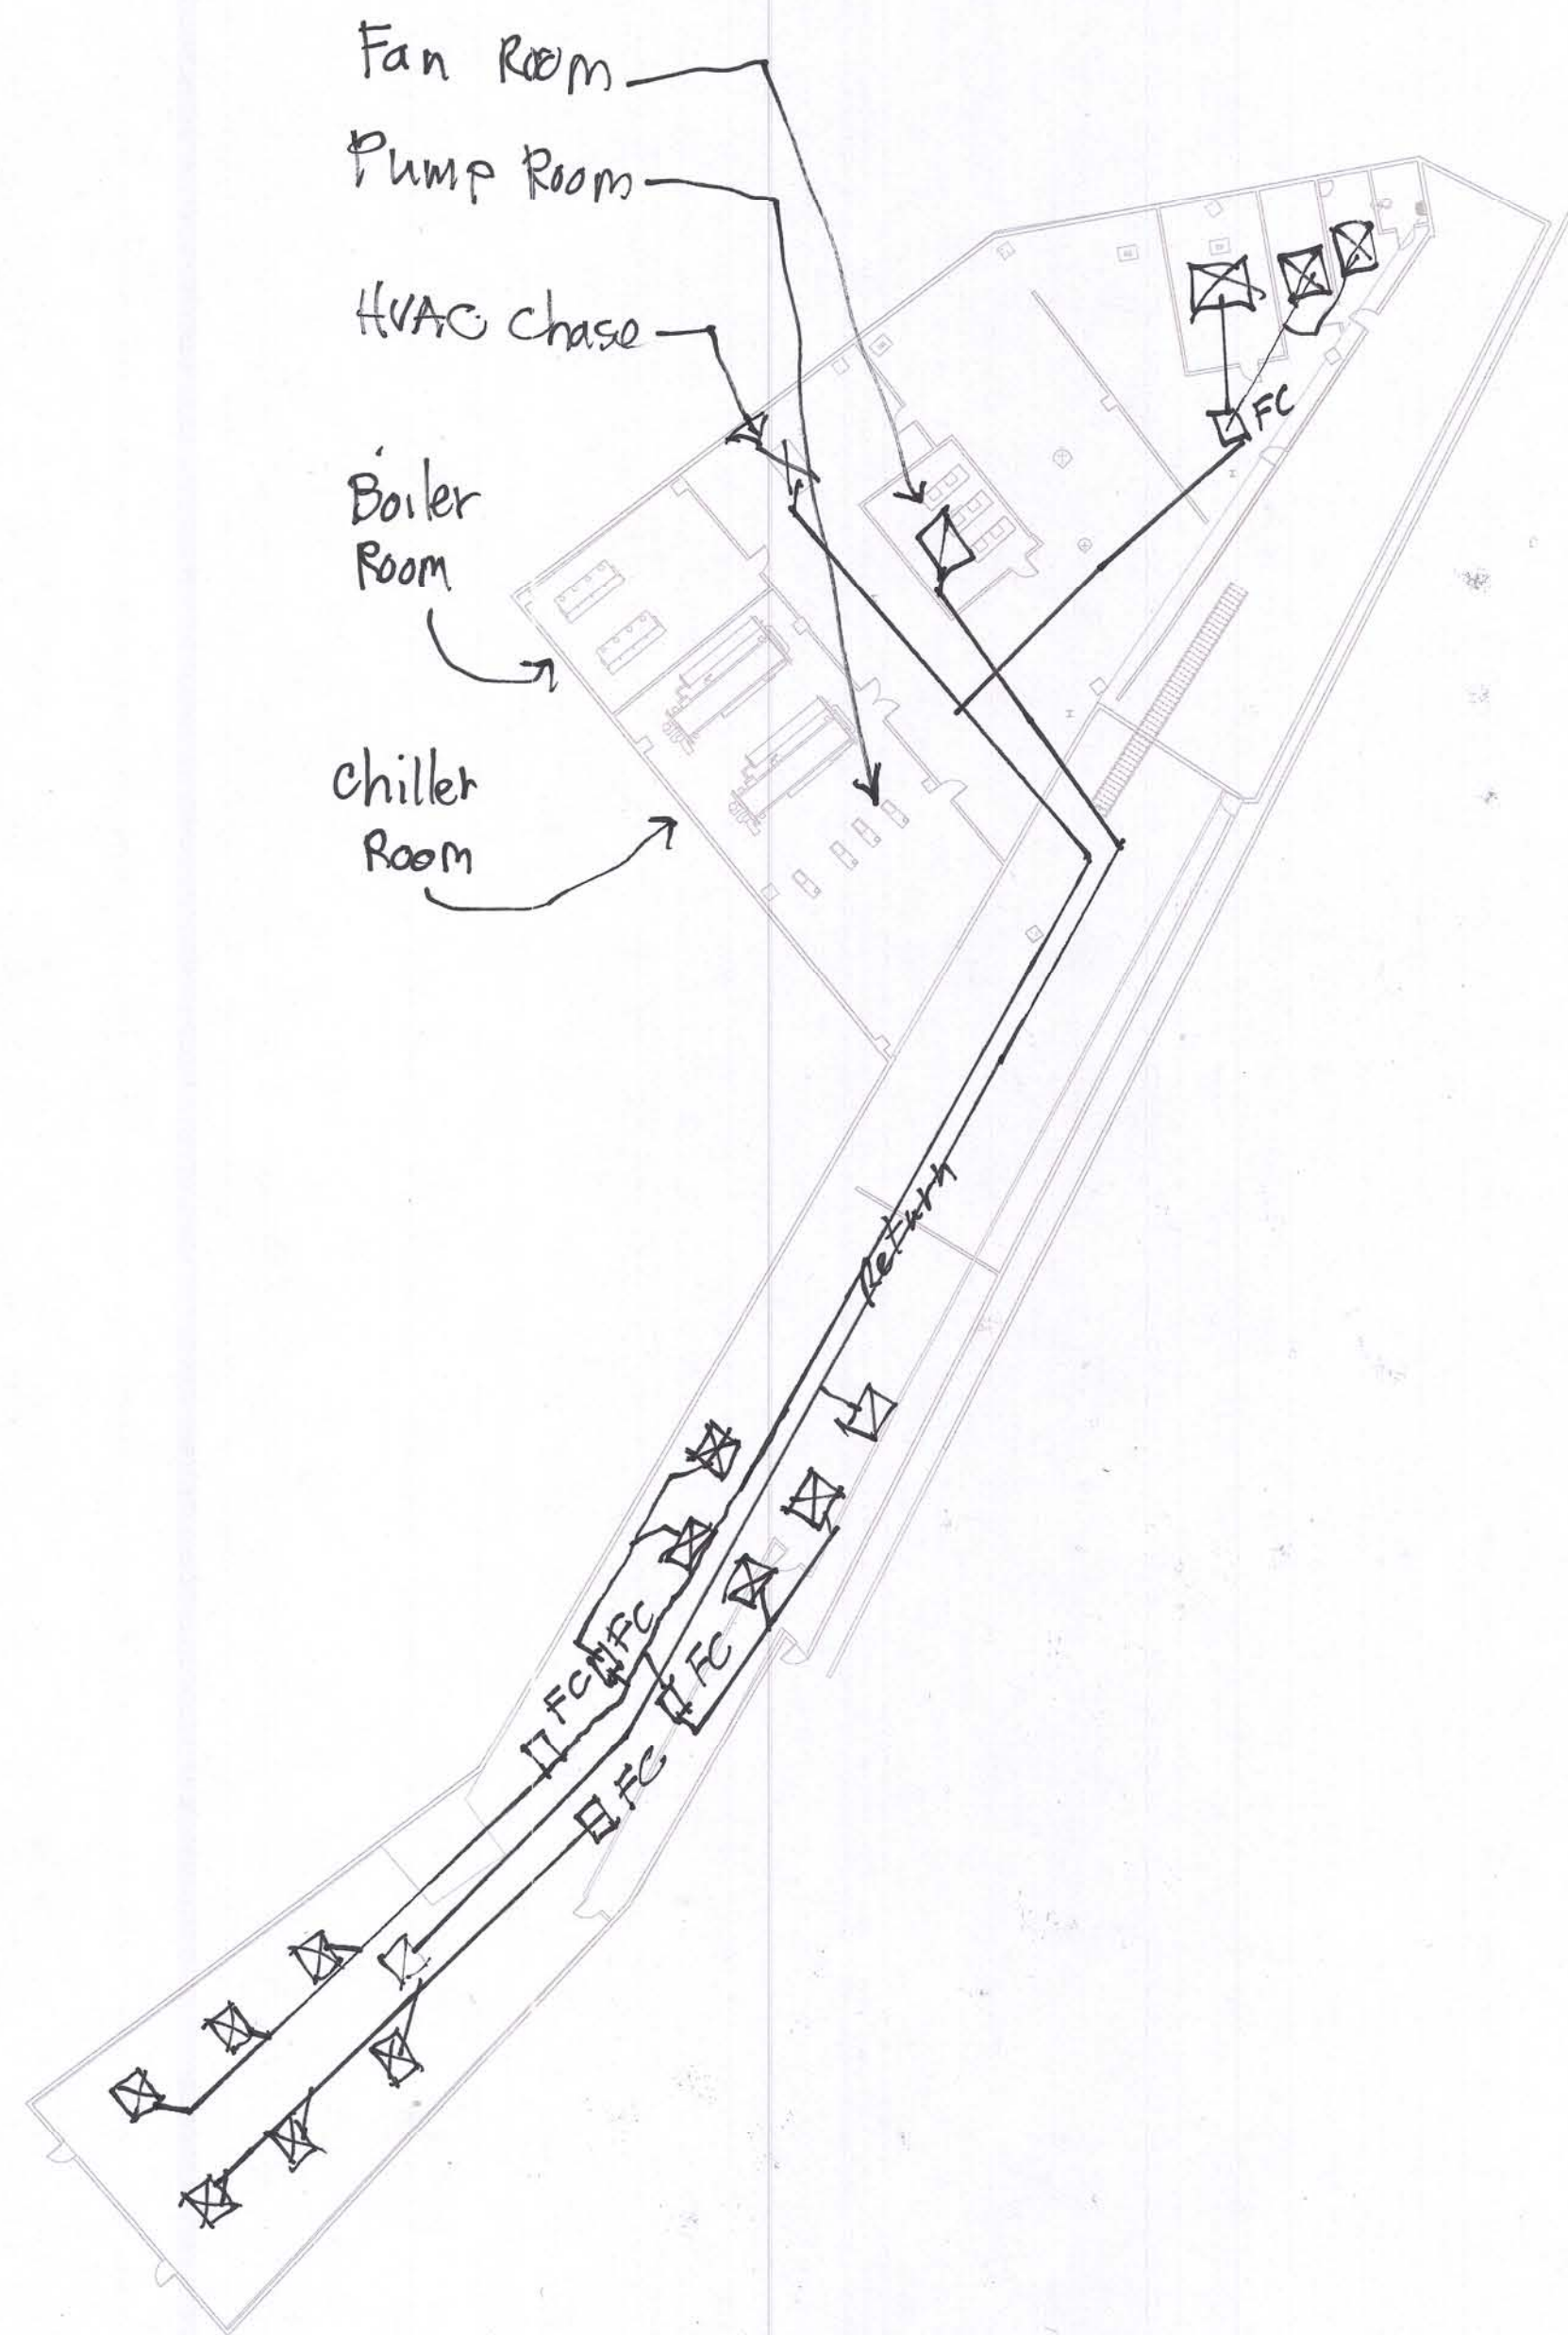 Fan Room
Pump Room
HVAC Chase
FC
Boiler
Room
Chiller
Room
Return
FC
FC
FC
FC